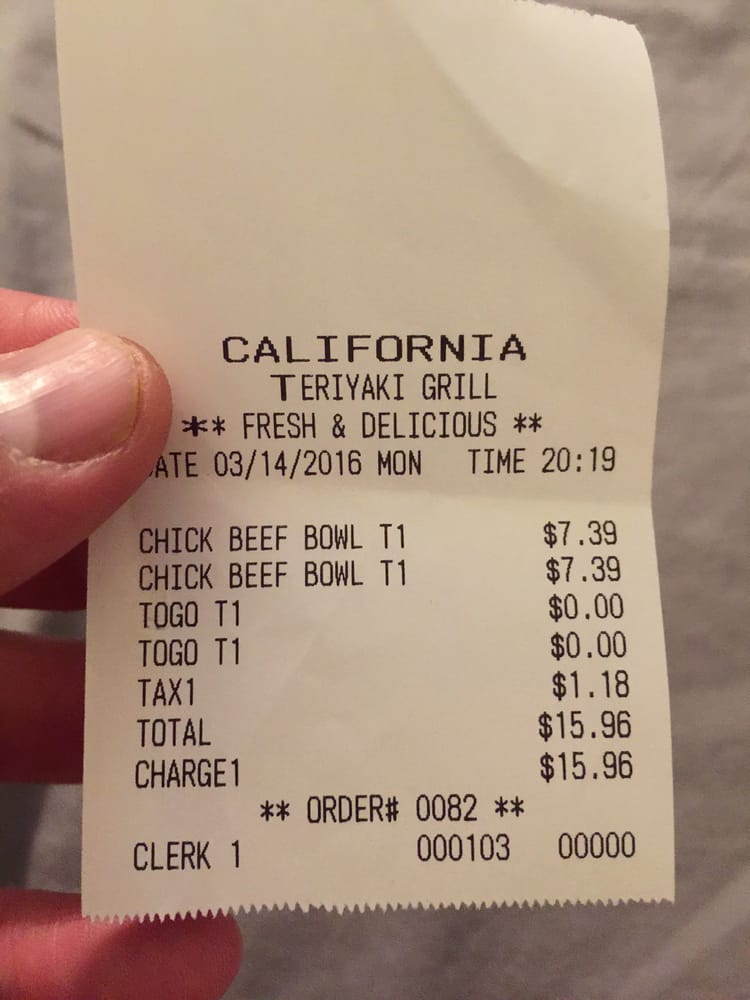 CALIFORNIA
TERIYAKI GRILL
** FRESH & DELICIOUS **
03/14/2016 MON TIME 20:19
CHICK BEEF BOWL T1 $7.39
CHICK BEEF BOWL T1 $7.39
TOGO T1 $0.00
TOGO T1 $0.00
TAX1 $1.18
TOTAL $15.96
CHARGE1 $15.96
** ORDER# 0082 **
CLERK 1 000103 00000